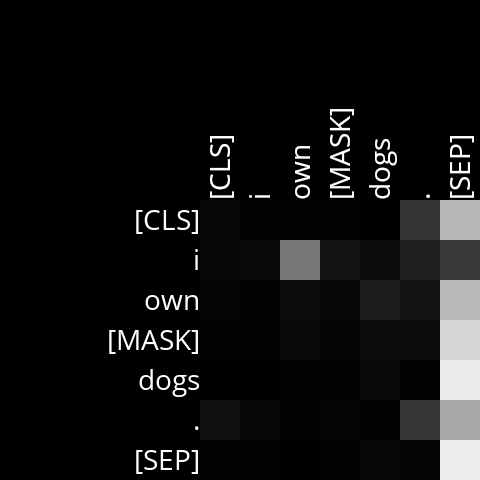 [CLS] i own [MASK] dogs . [SEP]
[CLS]
i
own
[MASK]
dogs
.
[SEP]